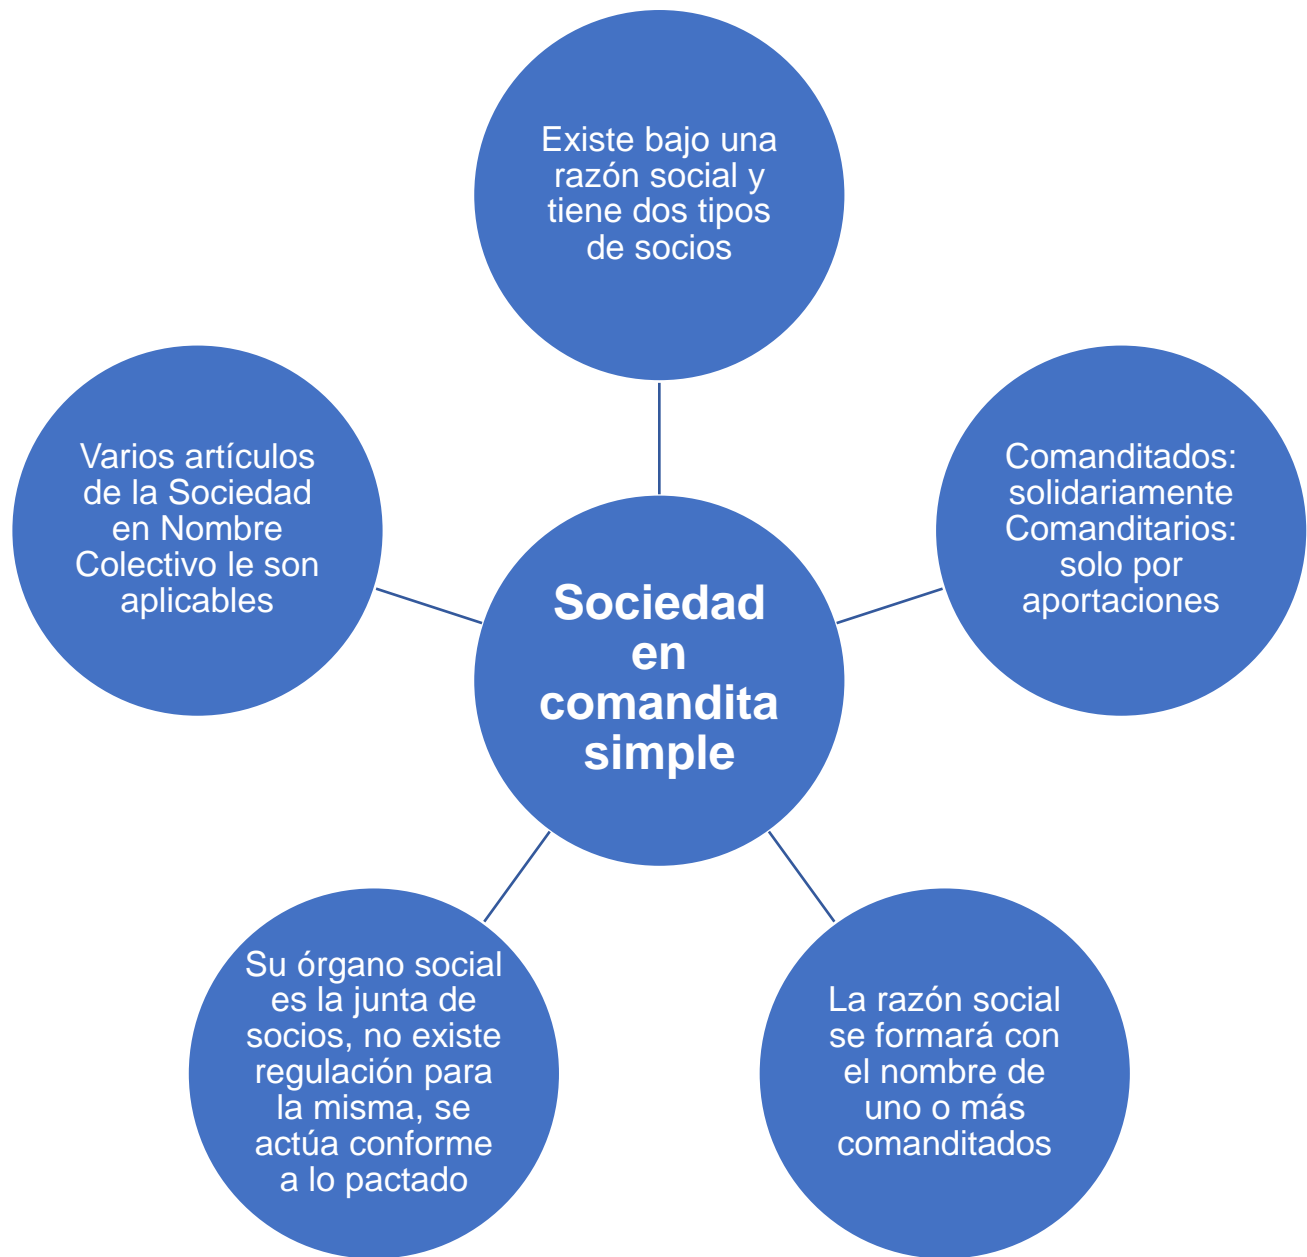 Existe bajo una
razón social y
tiene dos tipos
de socios
Varios artículos
de la Sociedad
en Nombre
Colectivo le son
aplicables
Comanditados:
solidariamente
Comanditarios:
solo por
aportaciones
Sociedad
en
comandita
simple
Su órgano social
es la junta de
socios, no existe
regulación para
la misma, se
actúa conforme
a lo pactado
La razón social
se formará con
el nombre de
uno o más
comanditados